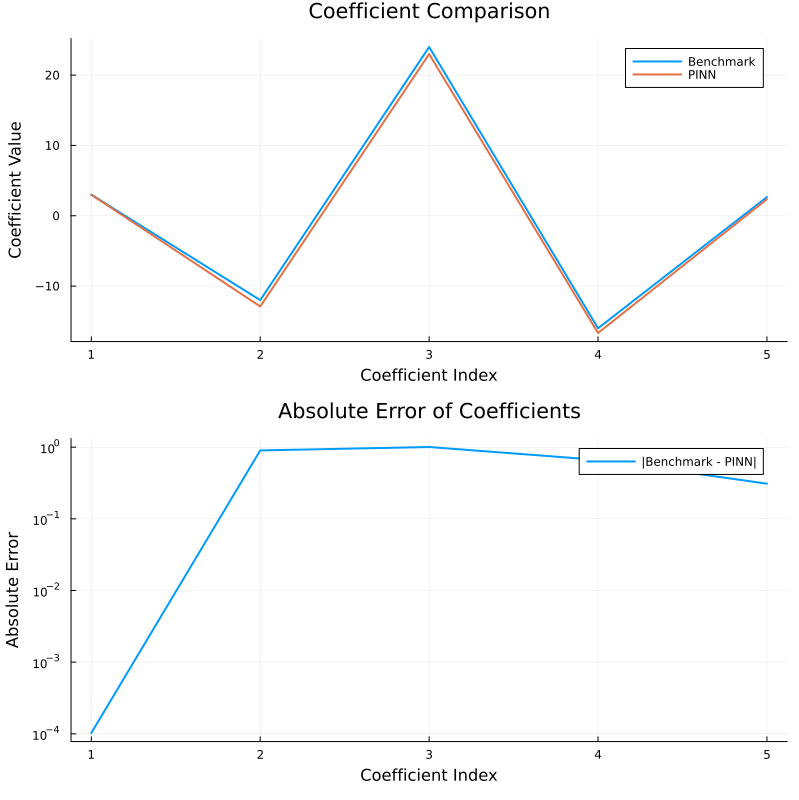 Coefficient Comparison
Coefficient Value
20
10
0
−10
Benchmark
PINN
1 2 3 4 5
Coefficient Index
Absolute Error of Coefficients
Absolute Error
10⁰
10⁻¹
10⁻²
10⁻³
10⁻⁴
|Benchmark - PINN|
1 2 3 4 5
Coefficient Index